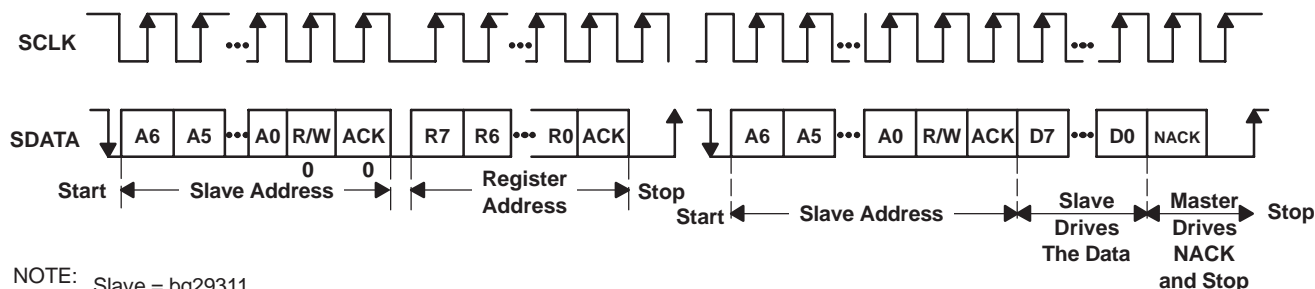 SCLK
SDATA A6 A5 ••• A0 R/W ACK R7 R6 ••• R0 ACK A6 A5 ••• A0 R/W ACK D7 ••• D0 NACK
0 0
Start Slave Address Register Address Stop Start Slave Address Slave Drives The Data Master Drives NACK and Stop Stop
NOTE: Slave = bq29311